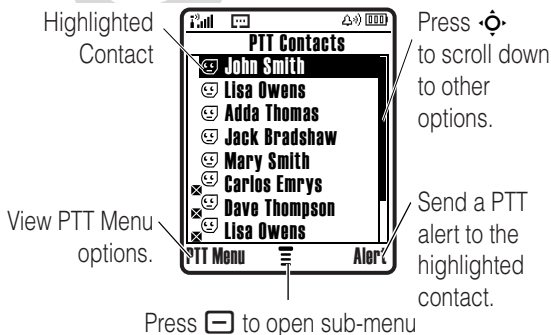 Highlighted
Contact
PTT Contacts
John Smith
Lisa Owens
Adda Thomas
Jack Bradshaw
Mary Smith
Carlos Emrys
Dave Thompson
Lisa Owens
PTT Menu
Alert
View PTT Menu
options.
Press
to scroll down
to other
options.
Send a PTT
alert to the
highlighted
contact.
Press to open sub-menu